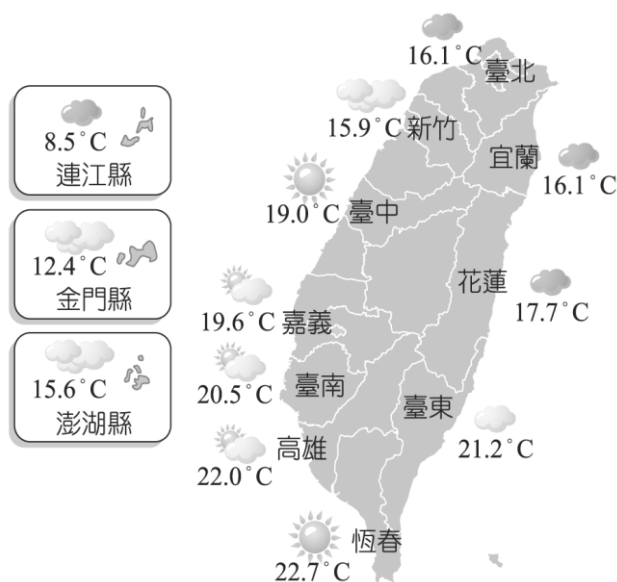 16.1°C
臺北
15.9°C 新竹
宜蘭
16.1°C
19.0°C 臺中
花蓮
17.7°C
19.6°C 嘉義
20.5°C 臺南
臺東
21.2°C
高雄
22.0°C
恆春
22.7°C
8.5°C
連江縣
12.4°C
金門縣
15.6°C
澎湖縣